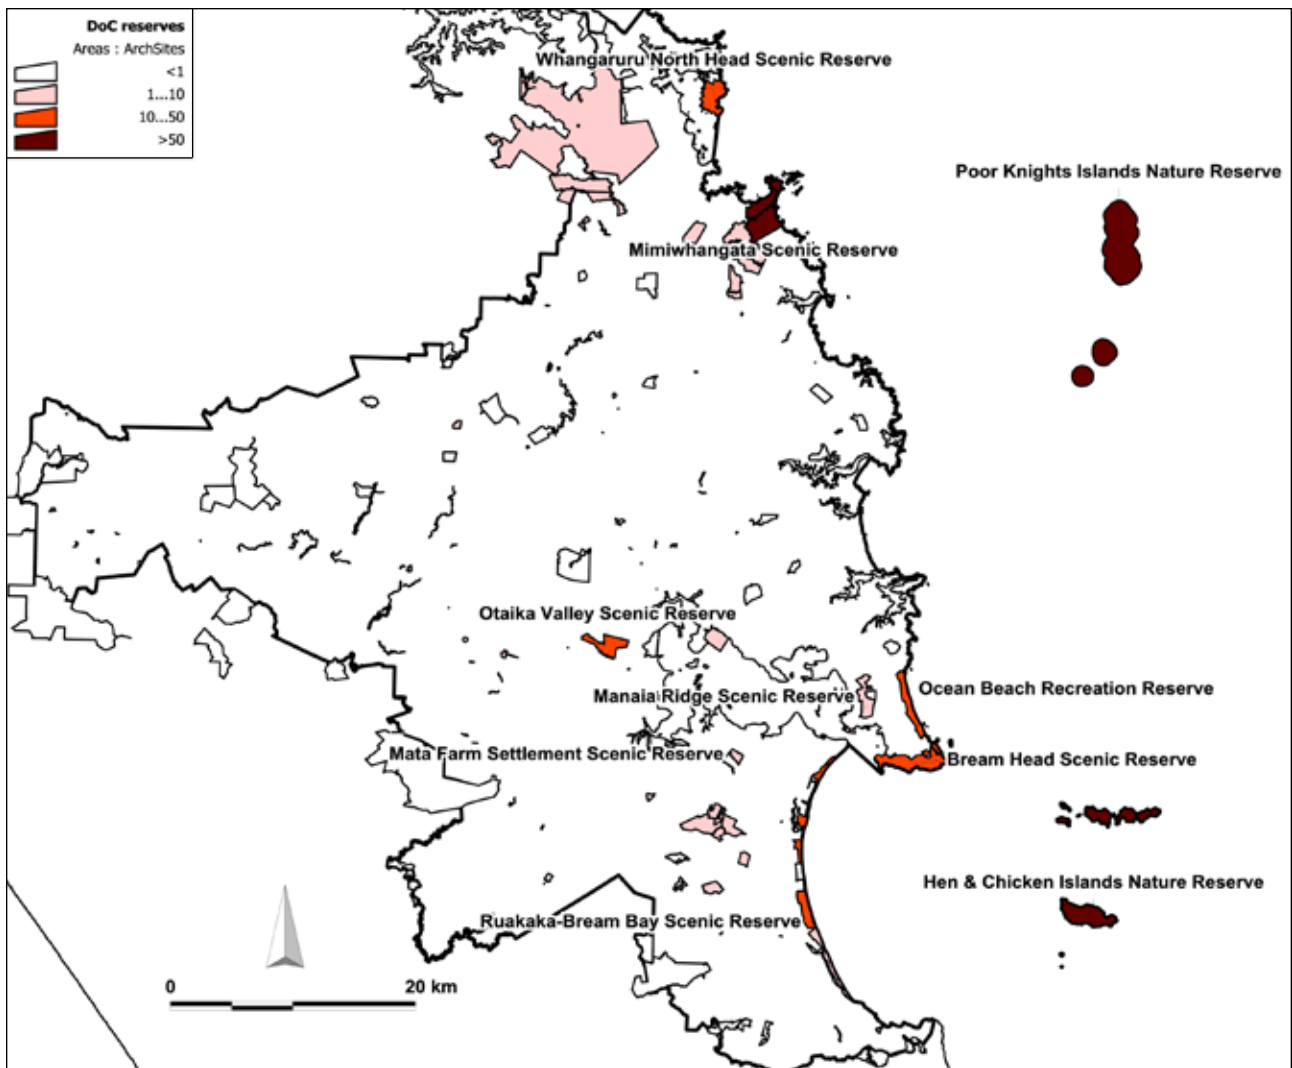 DoC reserves
Areas : ArchSites
<1
1...10
10...50
>50
Whangaruru North Head Scenic Reserve
Poor Knights Islands Nature Reserve
Mimiwhangata Scenic Reserve
Otaika Valley Scenic Reserve
Manaia Ridge Scenic Reserve
Ocean Beach Recreation Reserve
Mata Farm Settlement Scenic Reserve
Bream Head Scenic Reserve
Hen & Chicken Islands Nature Reserve
Ruakaka-Bream Bay Scenic Reserve
0 20 km